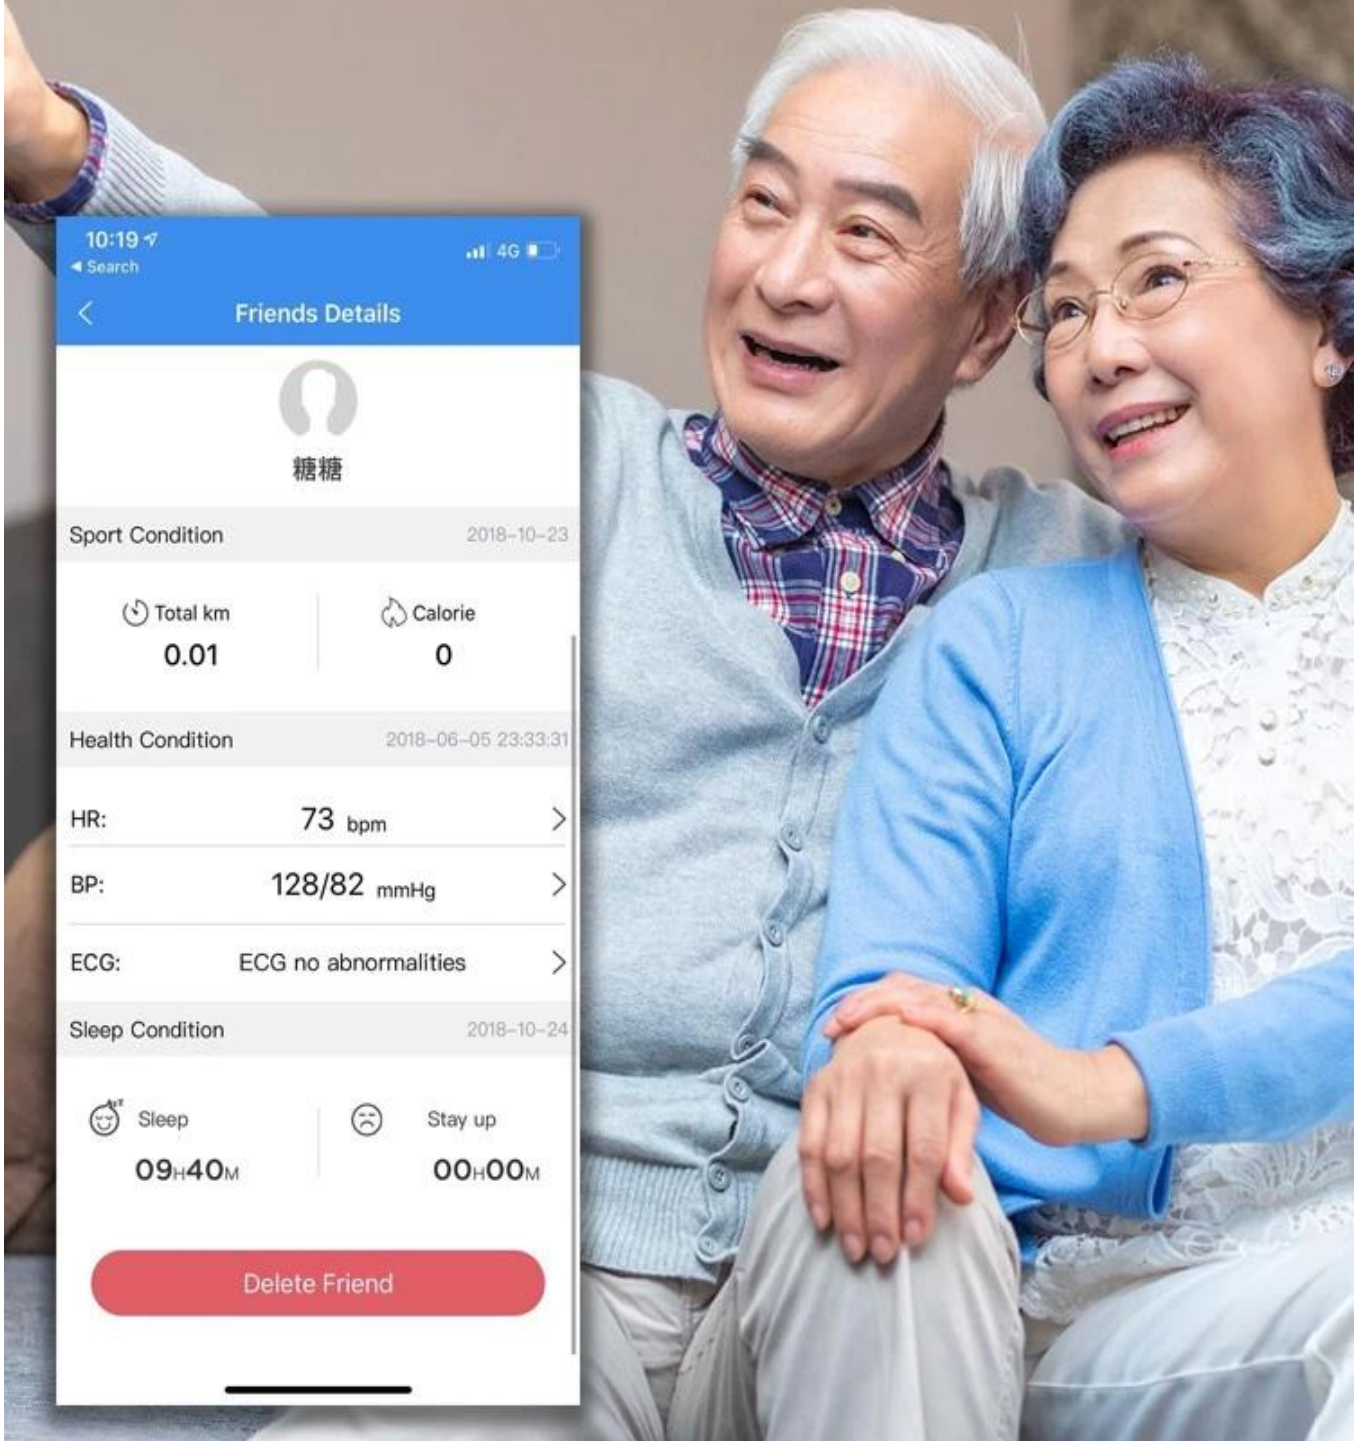 10:19
4G
Search
Friends Details
糖糖
Sport Condition 2018-10-23
Total km Calorie
0.01 0
Health Condition 2018-06-05 23:33:31
HR: 73 bpm
BP: 128/82 mmHg
ECG: ECG no abnormalities
Sleep Condition 2018-10-24
Sleep Stay up
09H40M 00H00M
Delete Friend